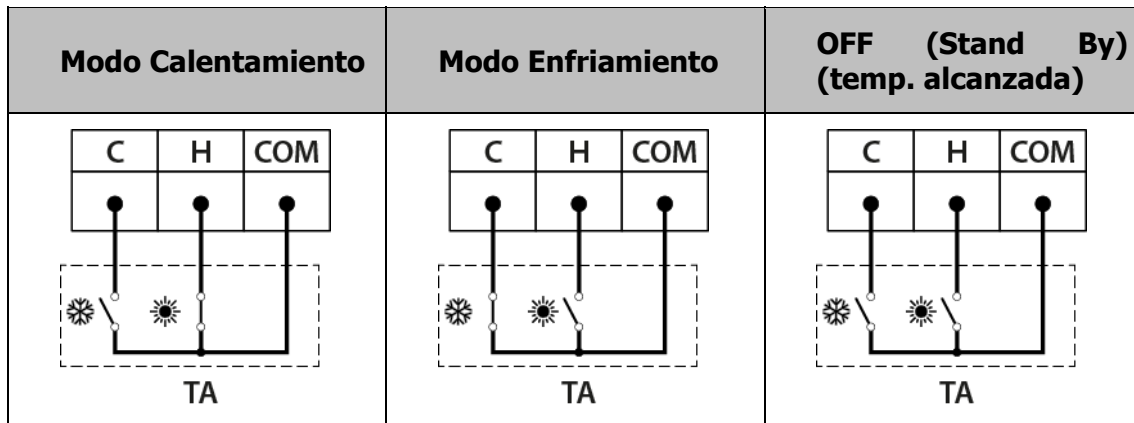 Modo Calentamiento
Modo Enfriamiento
OFF (Stand By)
(temp. alcanzada)
C H COM
C H COM
C H COM
TA
TA
TA